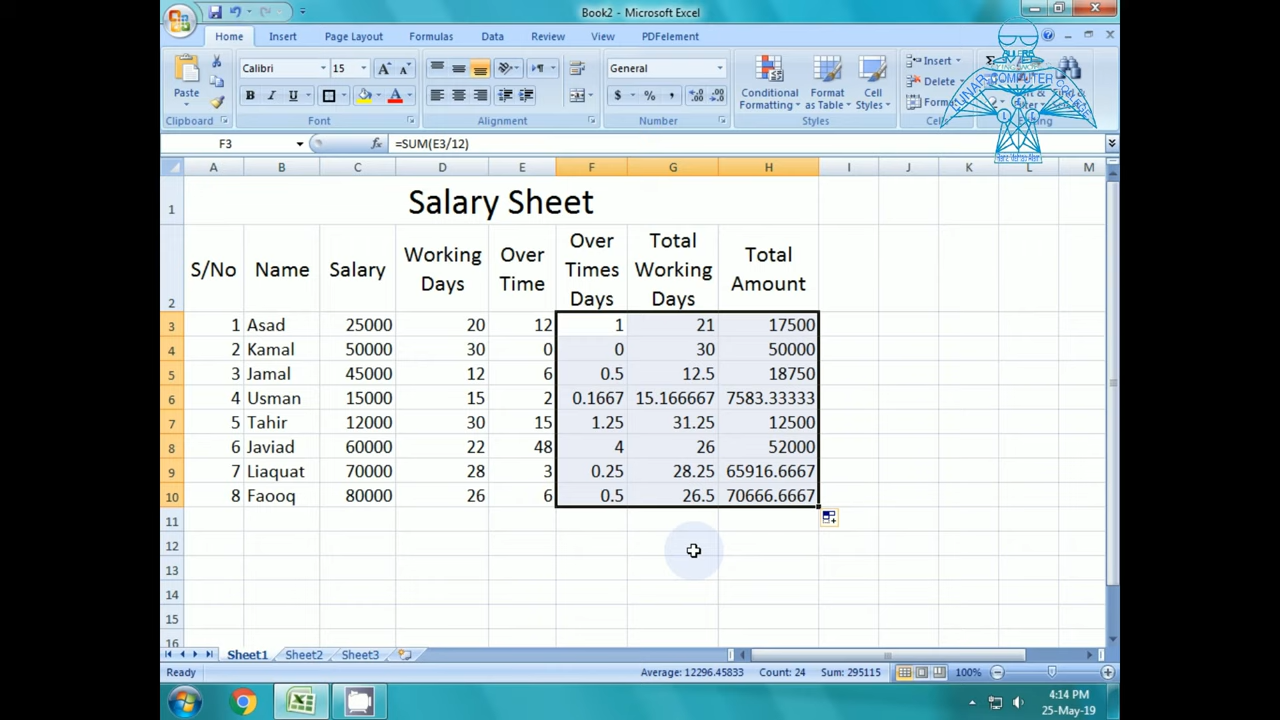 Book2 - Microsoft Excel
Home Insert Page Layout Formulas Data Review View PDFelement
Calibri 15 General Insert
Delete
Paste Conditional Formatting Format as Table Cell Styles
Clipboard Font Alignment Number Styles
COMPUTER
F3 =SUM(E3/12)
A B C D E F G H I J K L M
1 Salary Sheet
2 S/No Name Salary Working Days Over Time Over Times Days Total Working Days Total Amount
3 1 Asad 25000 20 12 1 21 17500
4 2 Kamal 50000 30 0 0 30 50000
5 3 Jamal 45000 12 6 0.5 12.5 18750
6 4 Usman 15000 15 2 0.1667 15.166667 7583.33333
7 5 Tahir 12000 30 15 1.25 31.25 12500
8 6 Javiad 60000 22 48 4 26 52000
9 7 Liaquat 70000 28 3 0.25 28.25 65916.6667
10 8 Faooq 80000 26 6 0.5 26.5 70666.6667
11
12
13
14
15
16
Sheet1 Sheet2 Sheet3
Ready Average: 12296.45833 Count: 24 Sum: 295115 100%
4:14 PM
25-May-19